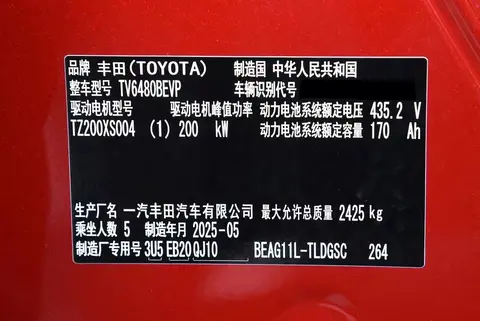 品牌 丰田(TOYOTA) 制造国 中华人民共和国
整车型号 TV6480BEVP 车辆识别代号
驱动电机型号 驱动电机峰值功率 动力电池系统额定电压 435.2 V
TZ200XS004 (1) 200 kW 动力电池系统额定容量 170 Ah
生产厂名 一汽丰田汽车有限公司 最大允许总质量 2425 kg
乘坐人数 5 制造年月 2025-05
制造厂专用号 3U5 EB20 QJ10 BEAG11L-TLDGSC 264